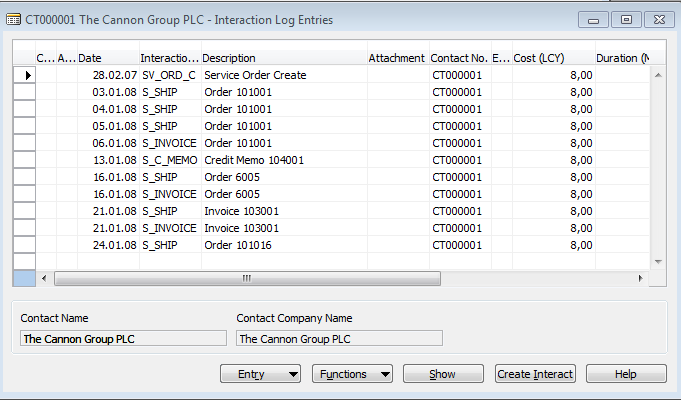 CT000001 The Cannon Group PLC - Interaction Log Entries
C... A... Date Interactio... Description Attachment Contact No. E... Cost (LCY) Duration (M
28.02.07 SV_ORD_C Service Order Create CT000001 8,00
03.01.08 S_SHIP Order 101001 CT000001 8,00
04.01.08 S_SHIP Order 101001 CT000001 8,00
05.01.08 S_SHIP Order 101001 CT000001 8,00
06.01.08 S_INVOICE Order 101001 CT000001 8,00
13.01.08 S_C_MEMO Credit Memo 104001 CT000001 8,00
16.01.08 S_SHIP Order 6005 CT000001 8,00
16.01.08 S_INVOICE Order 6005 CT000001 8,00
21.01.08 S_SHIP Invoice 103001 CT000001 8,00
21.01.08 S_INVOICE Invoice 103001 CT000001 8,00
24.01.08 S_SHIP Order 101016 CT000001 8,00
Contact Name Contact Company Name
The Cannon Group PLC The Cannon Group PLC
Entry Functions Show Create Interact Help